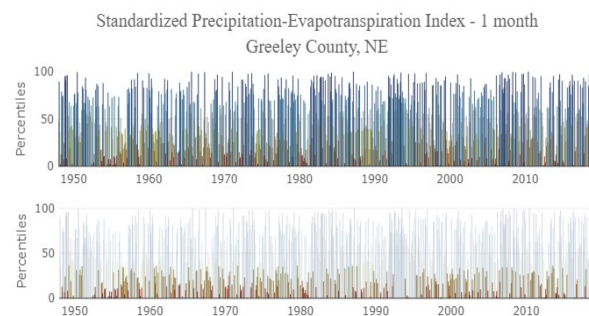 Standardized Precipitation-Evapotranspiration Index - 1 month
Greeley County, NE
Percentiles
100
50
0
1950 1960 1970 1980 1990 2000 2010
Percentiles
100
50
0
1950 1960 1970 1980 1990 2000 2010